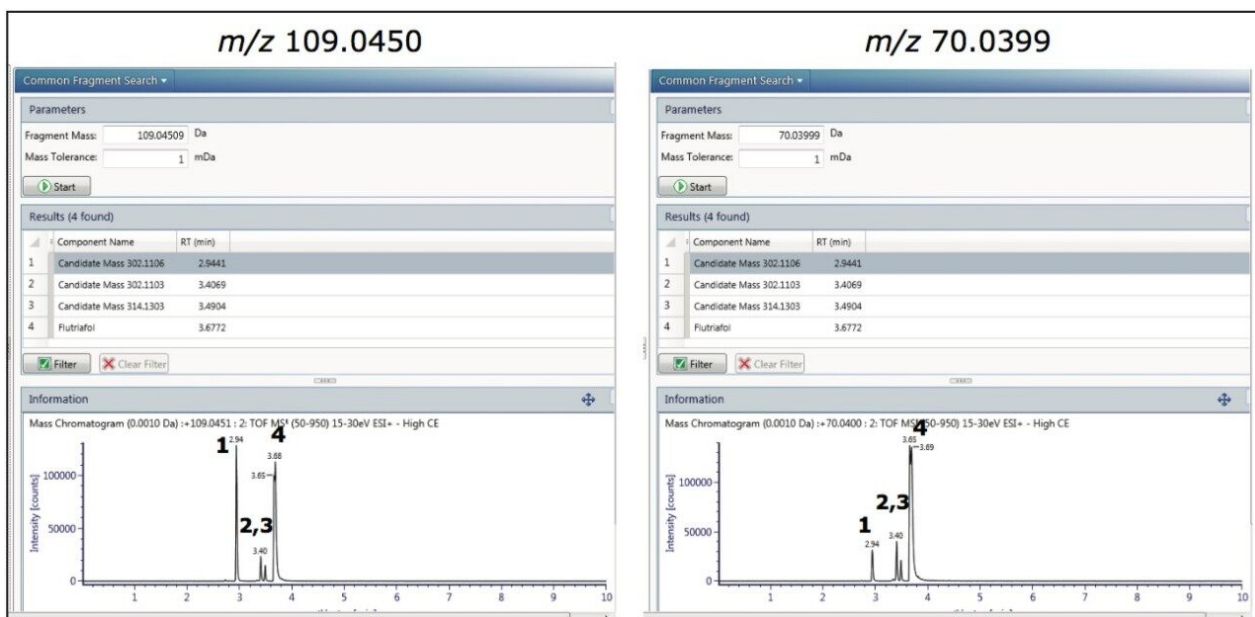 m/z 109.0450
Common Fragment Search
Parameters
Fragment Mass: 109.04509 Da
Mass Tolerance: 1 mDa
Start
Results (4 found)
Component Name RT (min)
1 Candidate Mass 302.1106 2.9441
2 Candidate Mass 302.1103 3.4069
3 Candidate Mass 314.1303 3.4904
4 Flutriafol 3.6772
Filter Clear Filter
Information
Mass Chromatogram (0.0010 Da) :+109.0451 : 2: TOF (50-950) 15-30eV ESI+ - High CE
1 2.94
4 3.68
3.65
2,3
3.40
Intensity [counts]
100000
50000
0
1 2 3 4 5 6 7 8 9 10
m/z 70.0399
Common Fragment Search
Parameters
Fragment Mass: 70.03999 Da
Mass Tolerance: 1 mDa
Start
Results (4 found)
Component Name RT (min)
1 Candidate Mass 302.1106 2.9441
2 Candidate Mass 302.1103 3.4069
3 Candidate Mass 314.1303 3.4904
4 Flutriafol 3.6772
Filter Clear Filter
Information
Mass Chromatogram (0.0010 Da) :+70.0400 : 2: TOF 50-950) 15-30eV ESI+ - High CE
4
3.65
3.69
2,3
3.40
1
2.94
Intensity [counts]
100000
50000
0
1 2 3 4 5 6 7 8 9 10